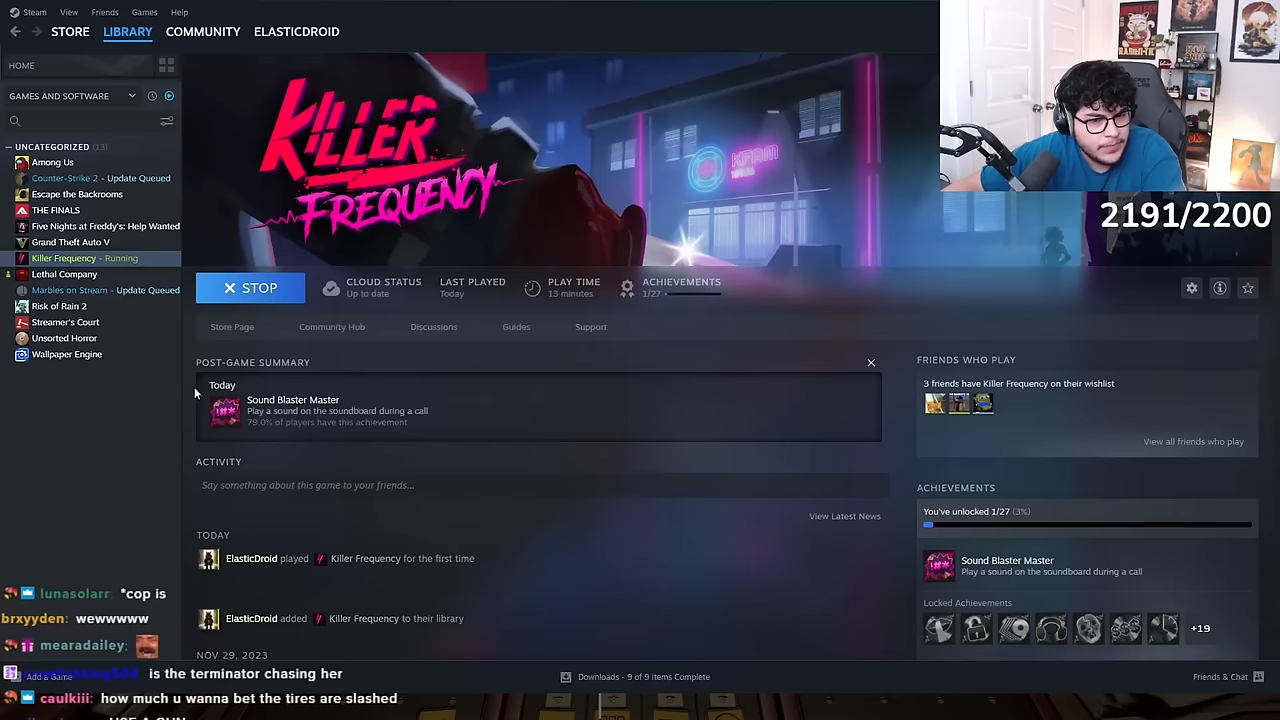 Steam View Friends Games Help
STORE LIBRARY COMMUNITY ELASTICDROID
HOME
GAMES AND SOFTWARE
UNCATEGORIZED (13)
Among Us
Counter-Strike 2 - Update Queued
Escape the Backrooms
THE FINALS
Five Nights at Freddy's: Help Wanted
Grand Theft Auto V
Killer Frequency - Running
Lethal Company
Marbles on Stream - Update Queued
Risk of Rain 2
Streamer's Court
Unsorted Horror
Wallpaper Engine
KILLER
FREQUENCY
KFAM
2191/2200
STOP
CLOUD STATUS
Up to date
LAST PLAYED
Today
PLAY TIME
13 minutes
ACHIEVEMENTS
1/27
Store Page Community Hub Discussions Guides Support
POST-GAME SUMMARY
Today
Sound Blaster Master
Play a sound on the soundboard during a call
79.0% of players have this achievement
ACTIVITY
Say something about this game to your friends...
View Latest News
TODAY
ElasticDroid played Killer Frequency for the first time
ElasticDroid added Killer Frequency to their library
NOV 29, 2023
FRIENDS WHO PLAY
3 friends have Killer Frequency on their wishlist
View all friends who play
ACHIEVEMENTS
You've unlocked 1/27 (3%)
Sound Blaster Master
Play a sound on the soundboard during a call
Locked Achievements
+19
lunasolarr: *cop is
brxyyden: wewwwww
mearadailey:
is the terminator chasing her
caulkiii: how much u wanna bet the tires are slashed
Add a Game
Downloads - 9 of 9 Items Complete
Friends & Chat